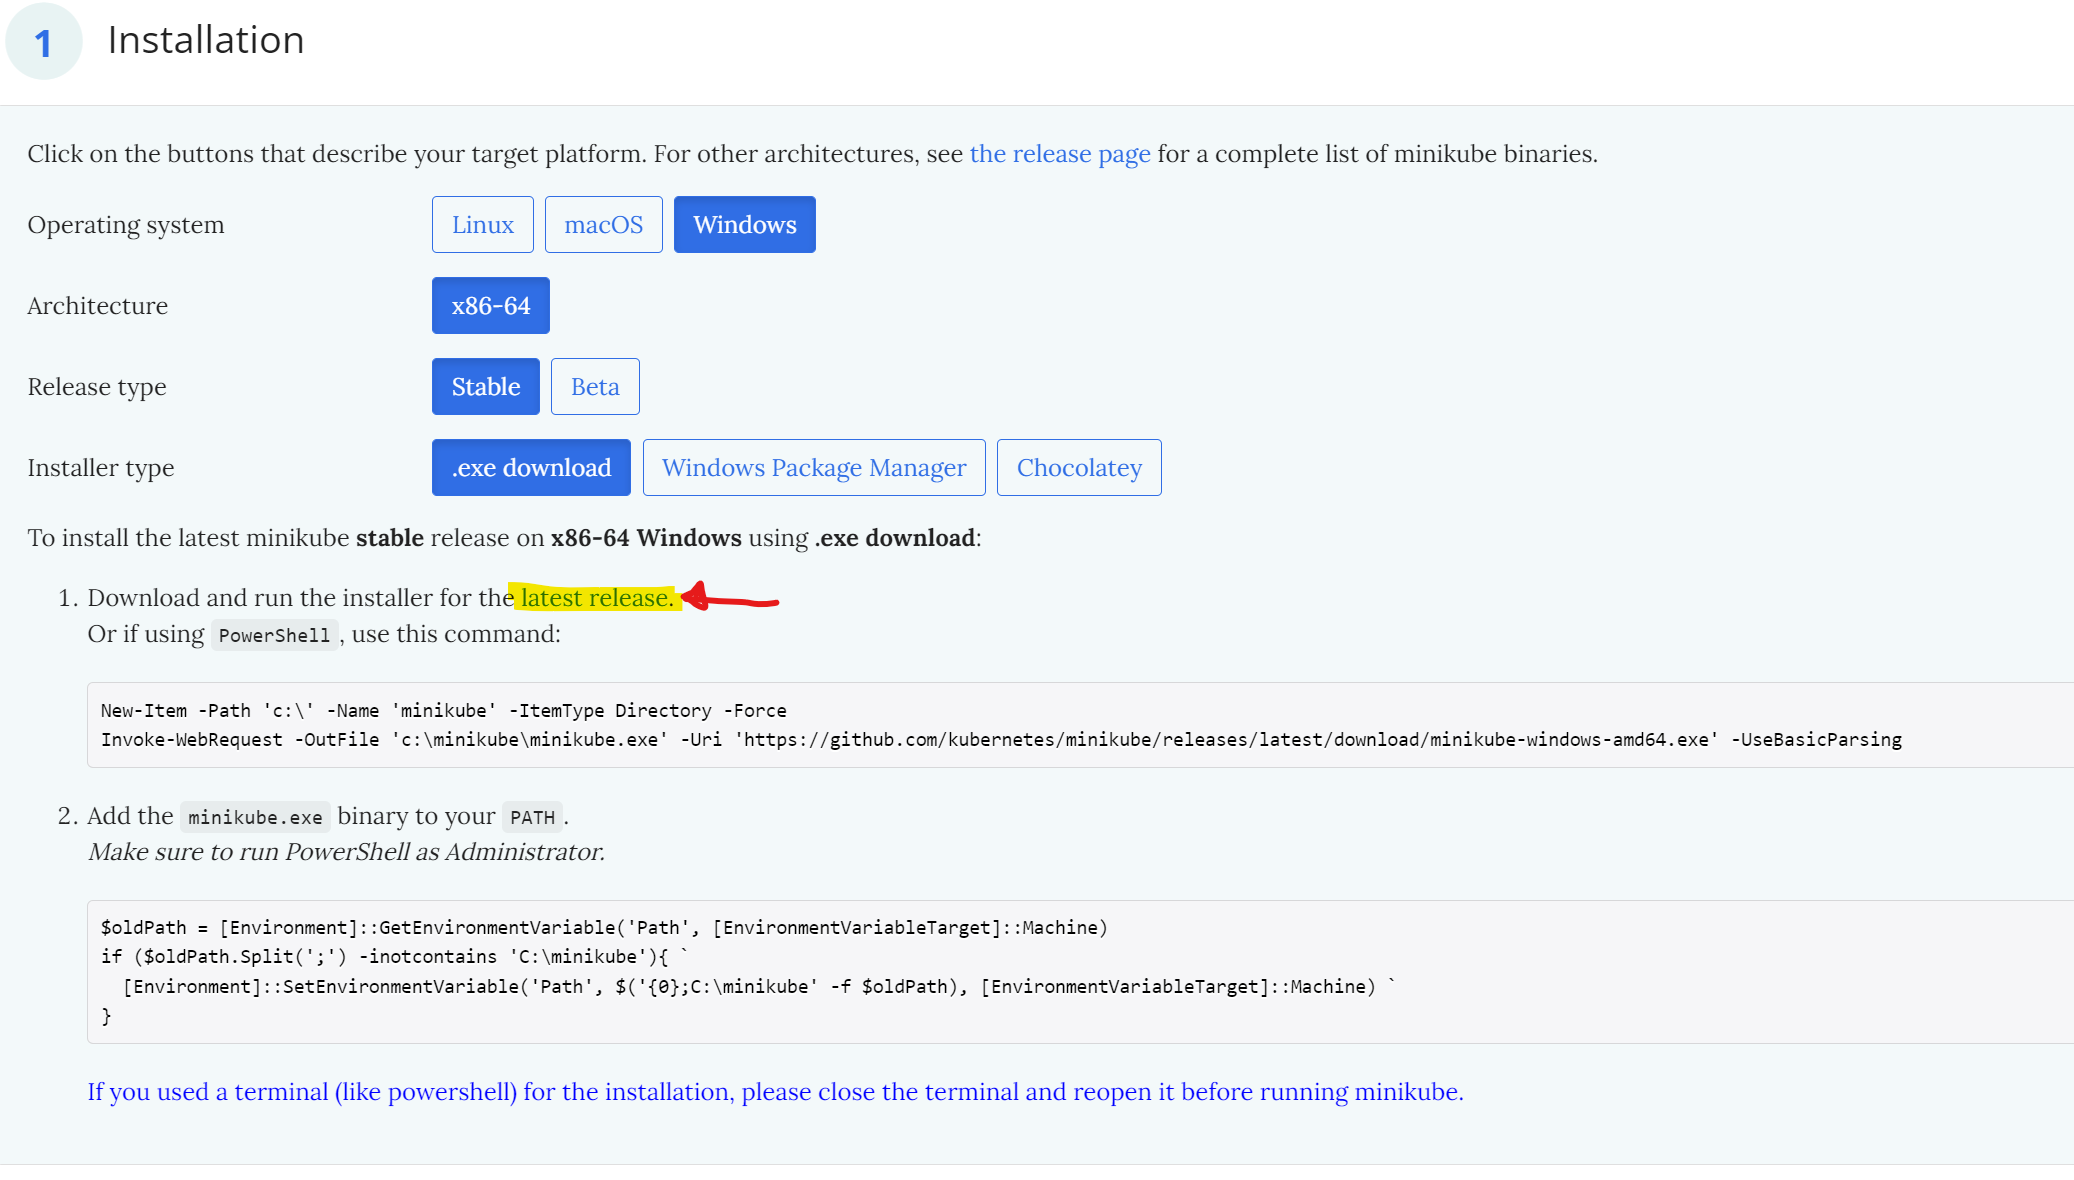 1 Installation
Click on the buttons that describe your target platform. For other architectures, see the release page for a complete list of minikube binaries.
Operating system Linux macOS Windows
Architecture x86-64
Release type Stable Beta
Installer type .exe download Windows Package Manager Chocolatey
To install the latest minikube stable release on x86-64 Windows using .exe download:
1. Download and run the installer for the latest release.
Or if using PowerShell, use this command:
New-Item -Path 'c:\' -Name 'minikube' -ItemType Directory -Force
Invoke-WebRequest -OutFile 'c:\minikube\minikube.exe' -Uri 'https://github.com/kubernetes/minikube/releases/latest/download/minikube-windows-amd64.exe' -UseBasicParsing
2. Add the minikube.exe binary to your PATH.
Make sure to run PowerShell as Administrator.
$oldPath = [Environment]::GetEnvironmentVariable('Path', [EnvironmentVariableTarget]::Machine)
if ($oldPath.Split(';') -inotcontains 'C:\minikube'){ `
  [Environment]::SetEnvironmentVariable('Path', $('{0};C:\minikube' -f $oldPath), [EnvironmentVariableTarget]::Machine) `
}
If you used a terminal (like powershell) for the installation, please close the terminal and reopen it before running minikube.